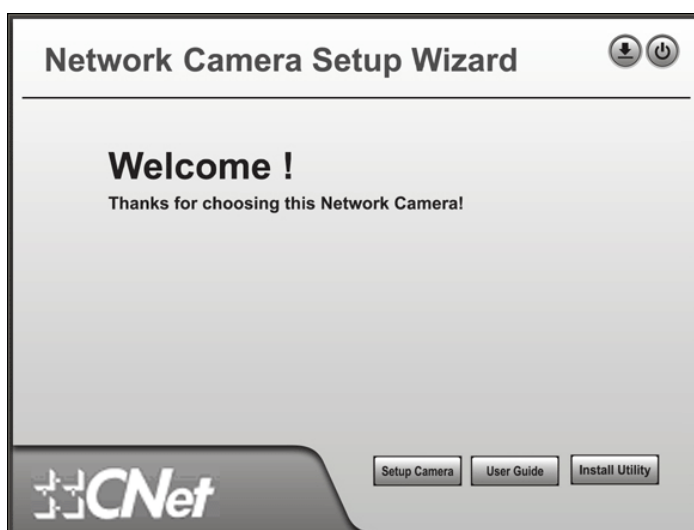 Network Camera Setup Wizard
Welcome !
Thanks for choosing this Network Camera!
CNet
Setup Camera
User Guide
Install Utility